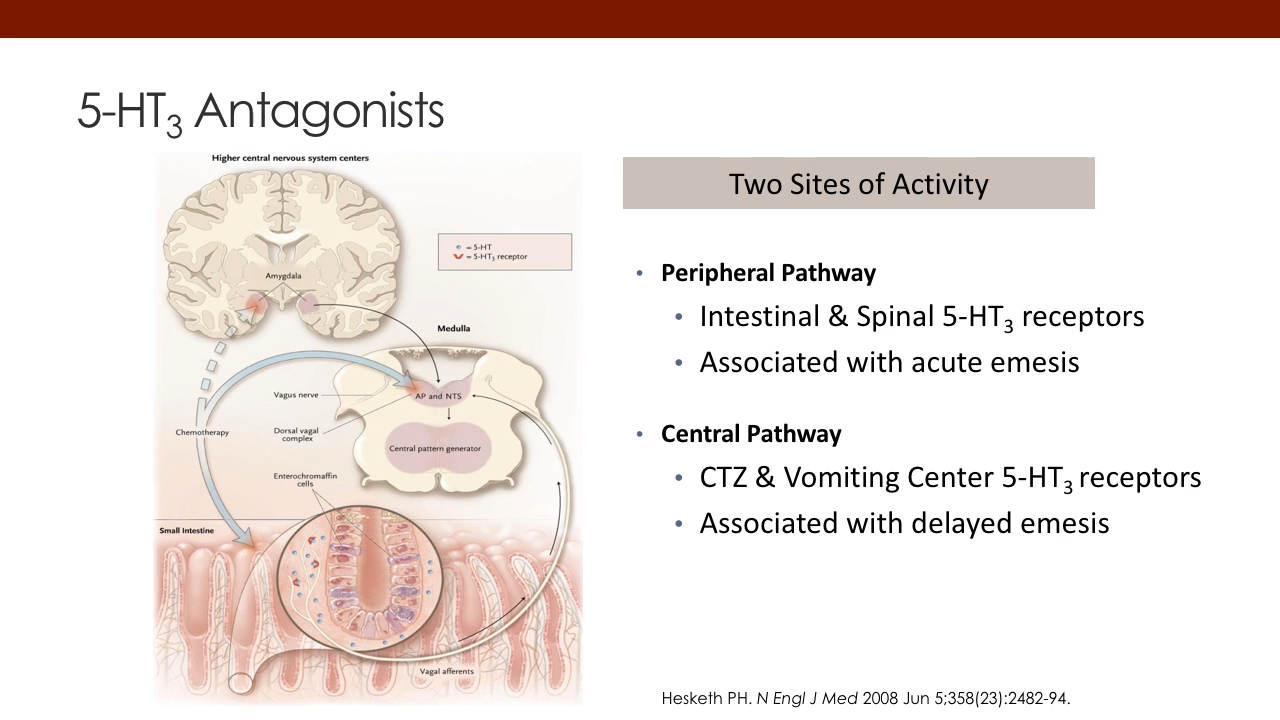 5-HT3 Antagonists
Higher central nervous system centers
= 5-HT
= 5-HT3 receptor
Amygdala
Medulla
Vagus nerve
AP and NTS
Chemotherapy
Dorsal vagal
complex
Central pattern generator
Enterochromaffin
cells
Small Intestine
Vagal afferents
Two Sites of Activity
• Peripheral Pathway
• Intestinal & Spinal 5-HT3 receptors
• Associated with acute emesis
• Central Pathway
• CTZ & Vomiting Center 5-HT3 receptors
• Associated with delayed emesis
Hesketh PH. N Engl J Med 2008 Jun 5;358(23):2482-94.